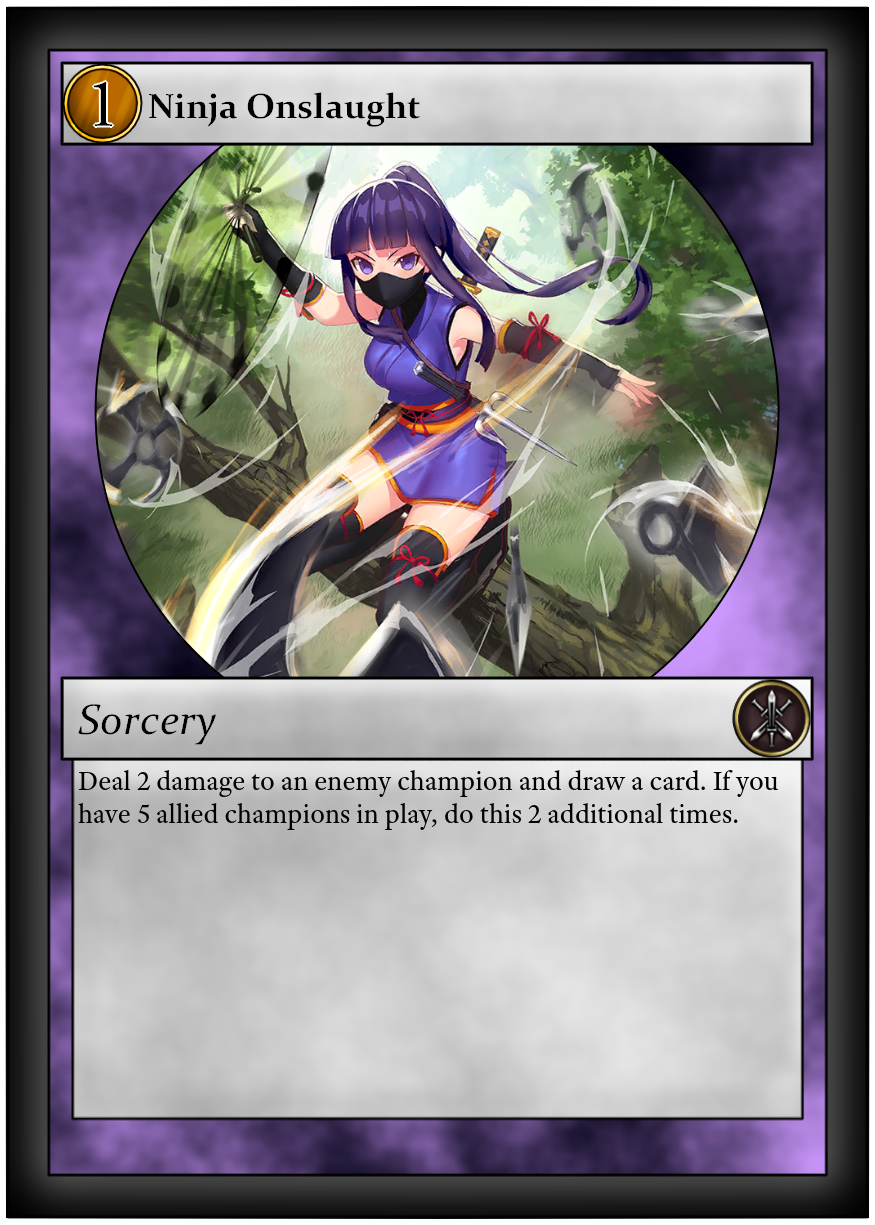 1 Ninja Onslaught
Sorcery
Deal 2 damage to an enemy champion and draw a card. If you
have 5 allied champions in play, do this 2 additional times.